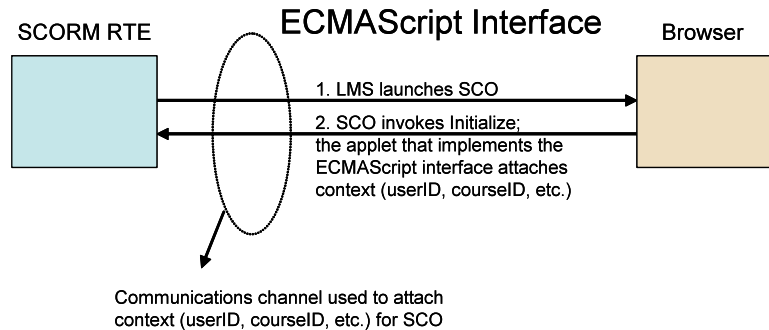 ECMAScript Interface
SCORM RTE
Browser
1. LMS launches SCO
2. SCO invokes Initialize;
the applet that implements the
ECMAScript interface attaches
context (userID, courseID, etc.)
Communications channel used to attach
context (userID, courseID, etc.) for SCO